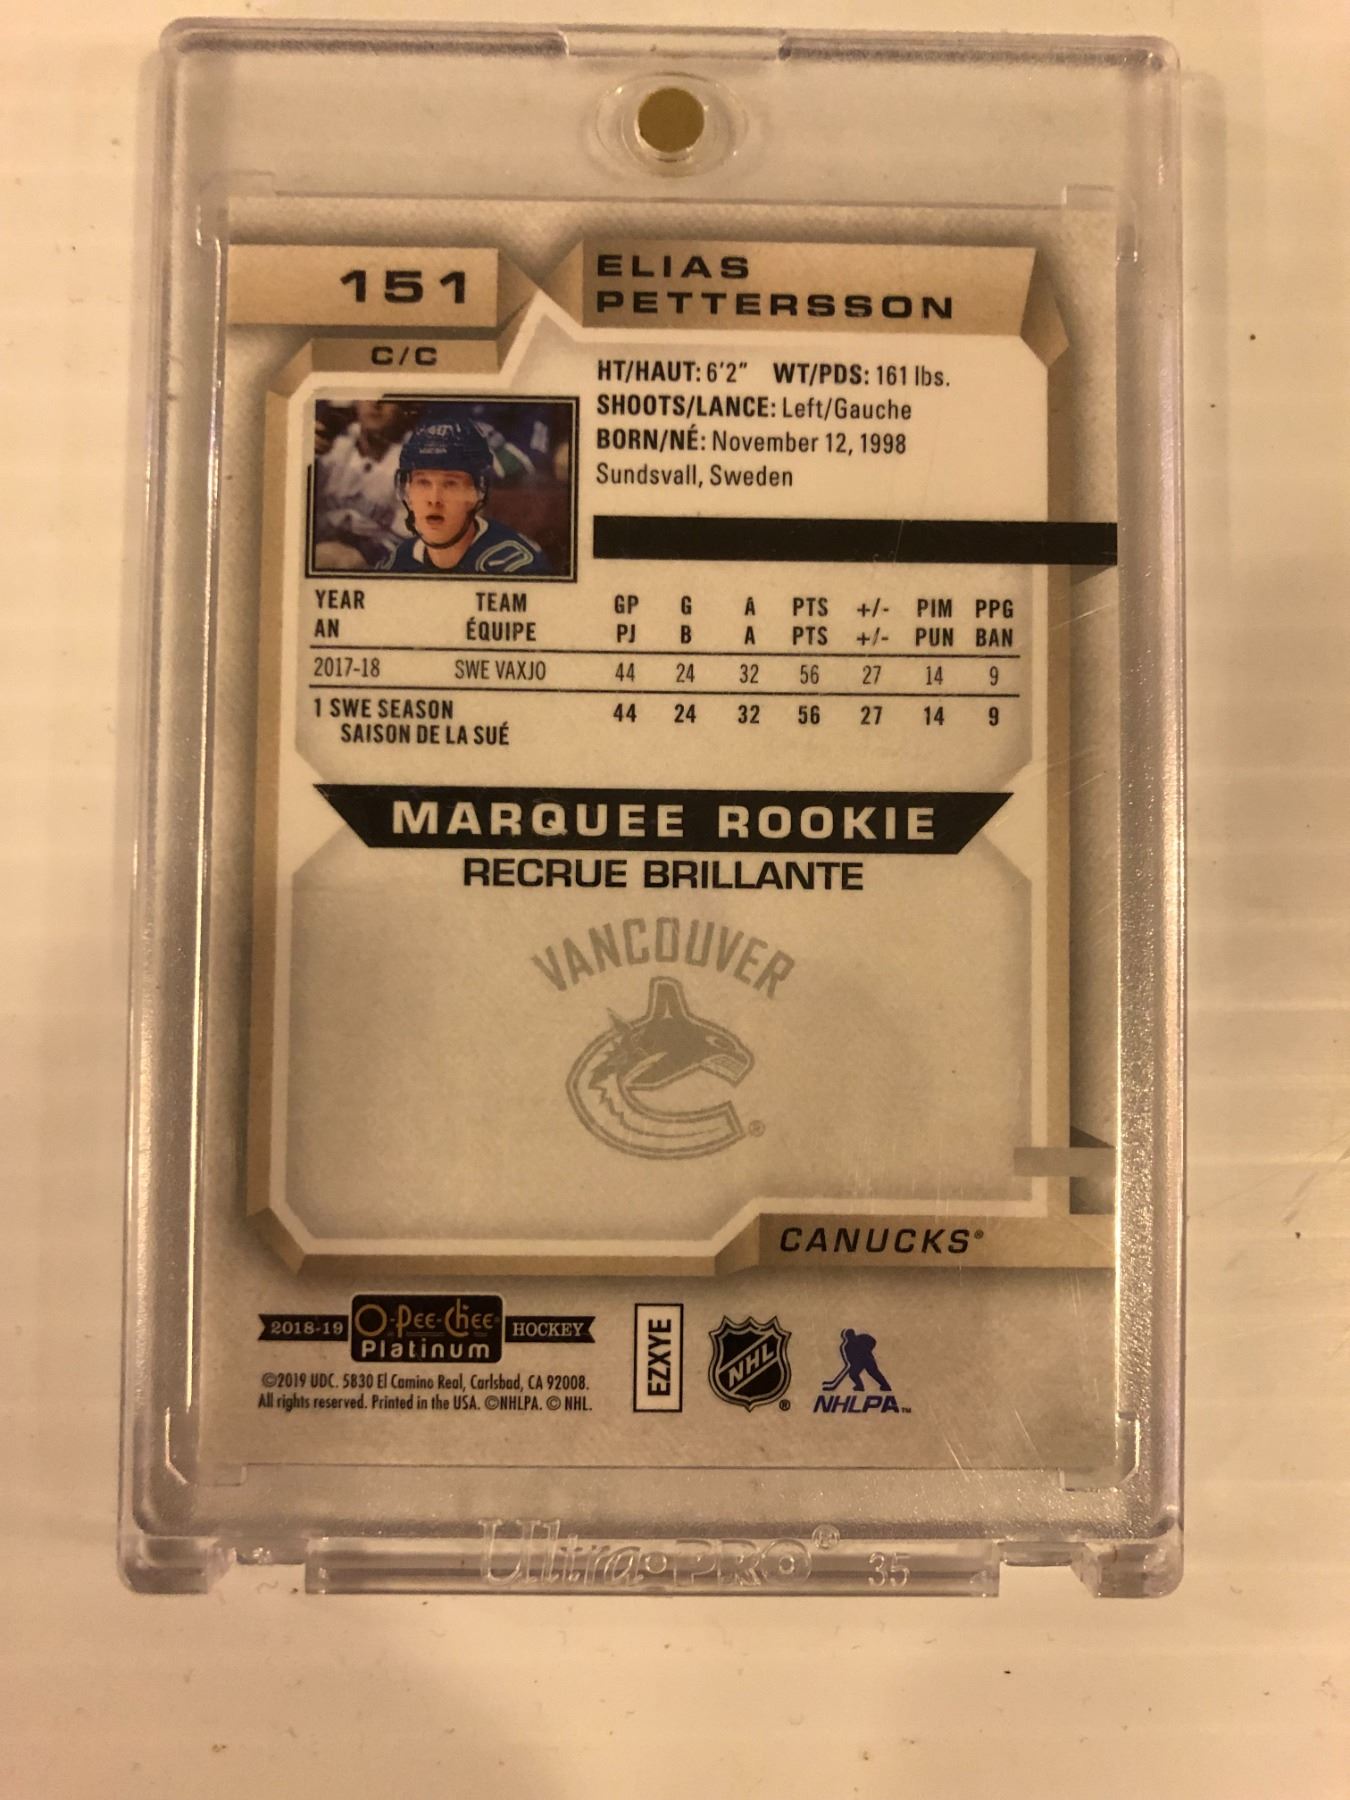 151
ELIAS
PETTERSSON
C/C
HT/HAUT: 6'2" WT/PDS: 161 lbs.
SHOOTS/LANCE: Left/Gauche
BORN/NÉ: November 12, 1998
Sundsvall, Sweden
YEAR TEAM GP G A PTS +/- PIM PPG
AN ÉQUIPE PJ B A PTS +/- PUN BAN
2017-18 SWE VAXJO 44 24 32 56 27 14 9
1 SWE SEASON 44 24 32 56 27 14 9
SAISON DE LA SUÉ
MARQUEE ROOKIE
RECRUE BRILLANTE
VANCOUVER
®
CANUCKS®
2018-19 O-Pee-Chee® HOCKEY
Platinum
©2019 UDC. 5830 El Camino Real, Carlsbad, CA 92008.
All rights reserved. Printed in the USA. ©NHLPA. © NHL.
EZXYE
NHL ®
NHLPA™
Ultra•PRO® 35